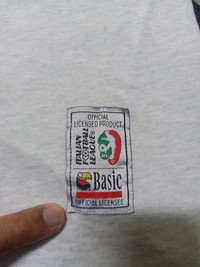 OFFICIAL
LICENSED PRODUCT
ITALIAN
FOOTBALL
LEAGUE®
Basic
OFFICIAL LICENSEE